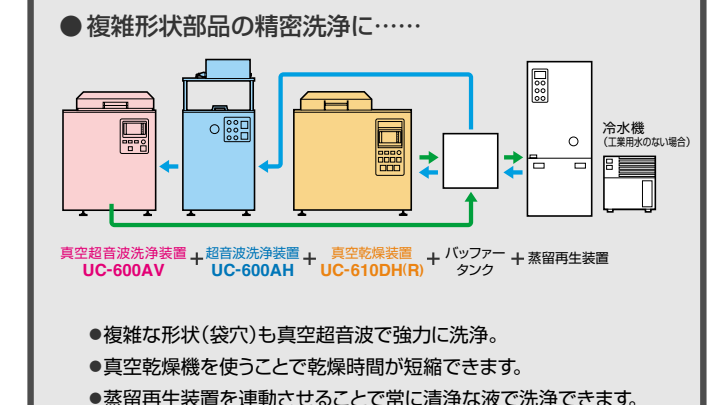 ●複雑形状部品の精密洗浄に……
冷水機
(工業用水のない場合)
真空超音波洗浄装置 + 超音波洗浄装置 + 真空乾燥装置 + バッファー + 蒸留再生装置
UC-600AV UC-600AH UC-610DH(R) タンク
●複雑な形状(袋穴)も真空超音波で強力に洗浄。
●真空乾燥機を使うことで乾燥時間が短縮できます。
●蒸留再生装置を連動させることで常に清浄な液で洗浄できます。